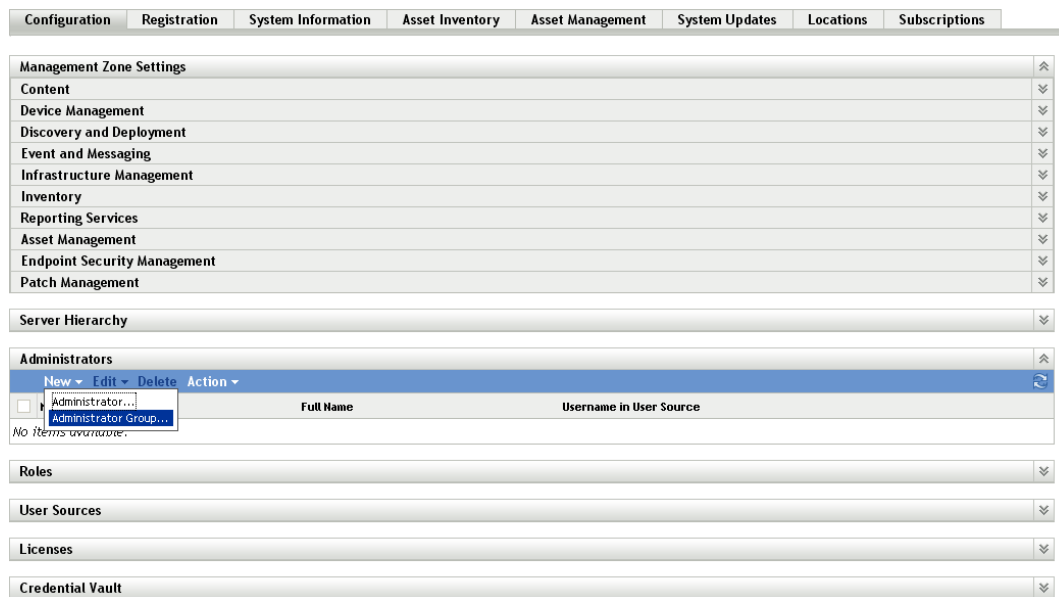 Configuration Registration System Information Asset Inventory Asset Management System Updates Locations Subscriptions
Management Zone Settings
Content
Device Management
Discovery and Deployment
Event and Messaging
Infrastructure Management
Inventory
Reporting Services
Asset Management
Endpoint Security Management
Patch Management
Server Hierarchy
Administrators
New Edit Delete Action
Administrator...
Full Name Username in User Source
Administrator Group...
No items available.
Roles
User Sources
Licenses
Credential Vault